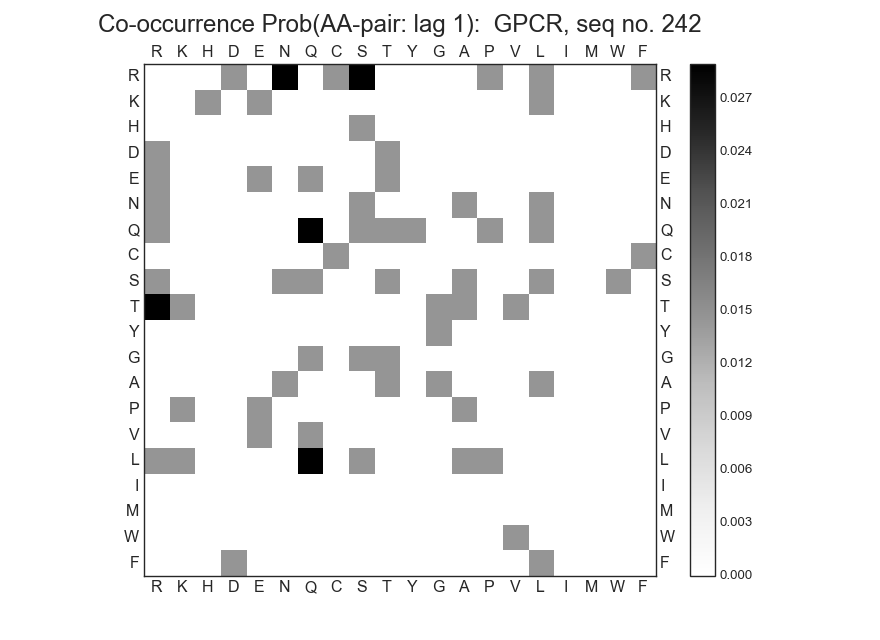 Co-occurrence Prob(AA-pair: lag 1):  GPCR, seq no. 242
R K H D E N Q C S T Y G A P V L I M W F
R R
K K
H H
D D
E E
N N
Q Q
C C
S S
T T
Y Y
G G
A A
P P
V V
L L
I I
M M
W W
F F
R K H D E N Q C S T Y G A P V L I M W F
0.027
0.024
0.021
0.018
0.015
0.012
0.009
0.006
0.003
0.000